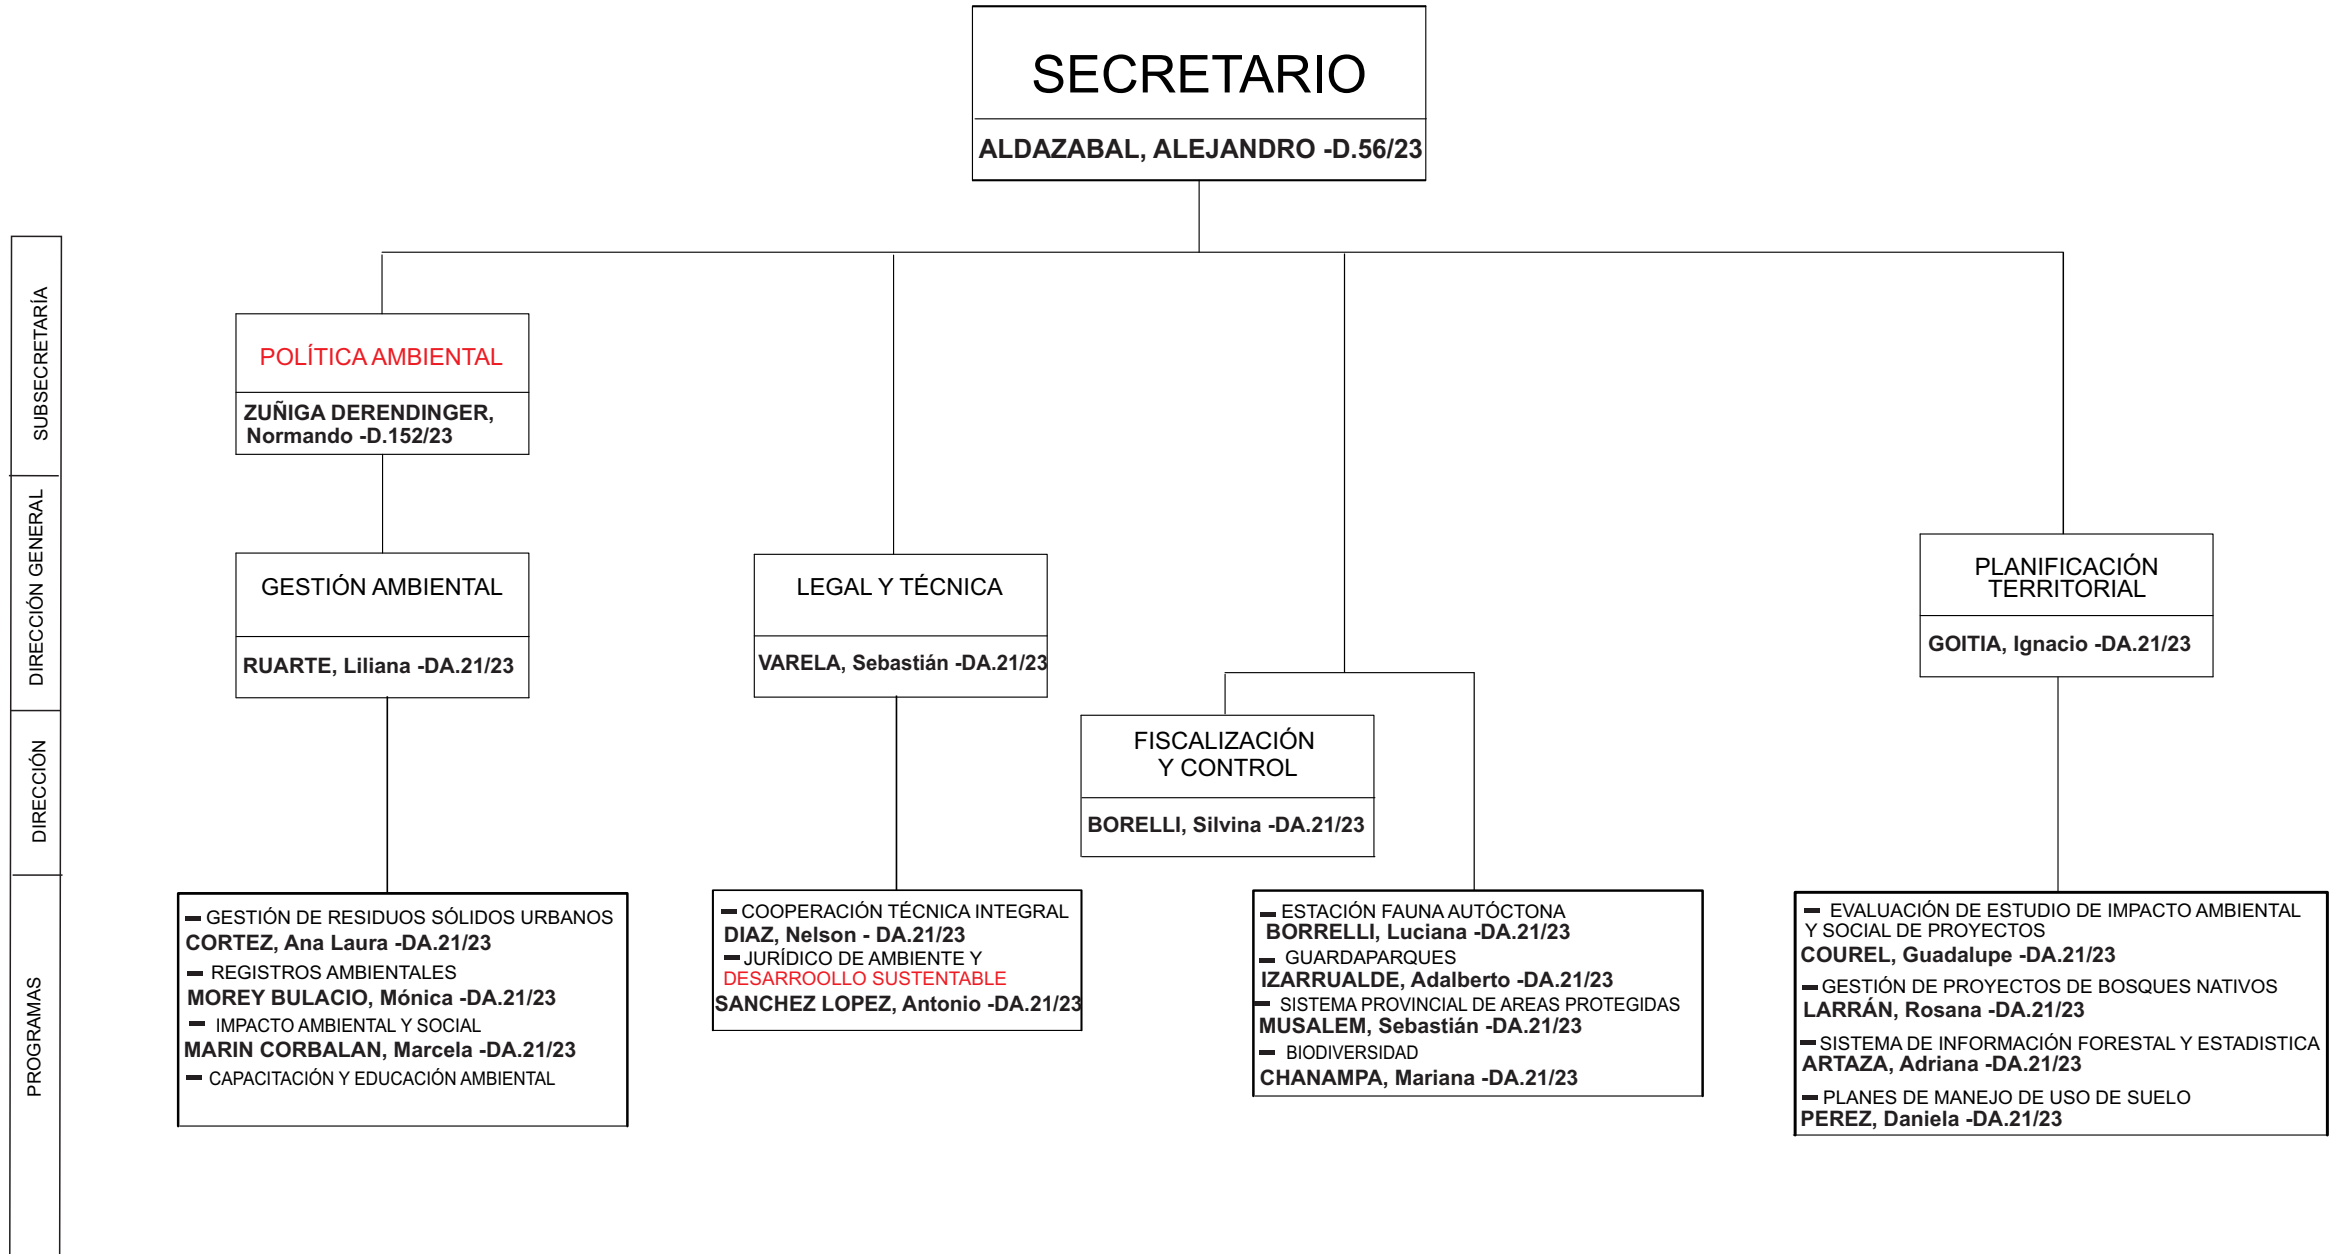 SECRETARIO
ALDAZABAL, ALEJANDRO -D.56/23
SUBSECRETARÍA
POLÍTICA AMBIENTAL
ZUÑIGA DERENDINGER,
Normando -D.152/23
DIRECCIÓN GENERAL
GESTIÓN AMBIENTAL
RUARTE, Liliana -DA.21/23
LEGAL Y TÉCNICA
VARELA, Sebastián -DA.21/23
PLANIFICACIÓN
TERRITORIAL
GOITIA, Ignacio -DA.21/23
DIRECCIÓN
FISCALIZACIÓN
Y CONTROL
BORELLI, Silvina -DA.21/23
PROGRAMAS
- GESTIÓN DE RESIDUOS SÓLIDOS URBANOS
CORTEZ, Ana Laura -DA.21/23
- REGISTROS AMBIENTALES
MOREY BULACIO, Mónica -DA.21/23
- IMPACTO AMBIENTAL Y SOCIAL
MARIN CORBALAN, Marcela -DA.21/23
- CAPACITACIÓN Y EDUCACIÓN AMBIENTAL
- COOPERACIÓN TÉCNICA INTEGRAL
DIAZ, Nelson - DA.21/23
- JURÍDICO DE AMBIENTE Y
DESARROOLLO SUSTENTABLE
SANCHEZ LOPEZ, Antonio -DA.21/23
- ESTACIÓN FAUNA AUTÓCTONA
BORRELLI, Luciana -DA.21/23
- GUARDAPARQUES
IZARRUALDE, Adalberto -DA.21/23
- SISTEMA PROVINCIAL DE AREAS PROTEGIDAS
MUSALEM, Sebastián -DA.21/23
- BIODIVERSIDAD
CHANAMPA, Mariana -DA.21/23
- EVALUACIÓN DE ESTUDIO DE IMPACTO AMBIENTAL
Y SOCIAL DE PROYECTOS
COUREL, Guadalupe -DA.21/23
- GESTIÓN DE PROYECTOS DE BOSQUES NATIVOS
LARRÁN, Rosana -DA.21/23
- SISTEMA DE INFORMACIÓN FORESTAL Y ESTADISTICA
ARTAZA, Adriana -DA.21/23
- PLANES DE MANEJO DE USO DE SUELO
PEREZ, Daniela -DA.21/23